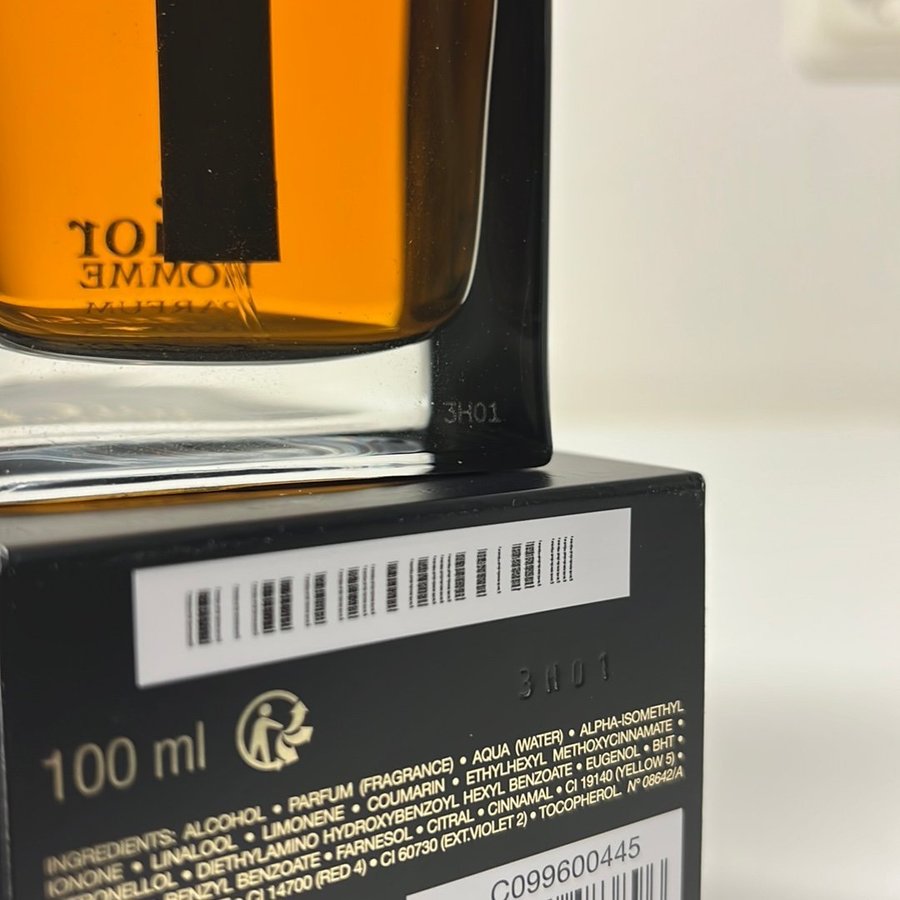 ior
HOMME
PARFUM
3H01
3H01
100 ml
INGREDIENTS: ALCOHOL • PARFUM (FRAGRANCE) • AQUA (WATER) • ALPHA-ISOMETHYL
IONONE • LINALOOL • LIMONENE • COUMARIN • ETHYLHEXYL METHOXYCINNAMATE •
DIETHYLAMINO HYDROXYBENZOYL HEXYL BENZOATE • EUGENOL • BHT •
BENZYL BENZOATE • FARNESOL • CITRAL • CINNAMAL • CI 19140 (YELLOW 5) •
CI 14700 (RED 4) • CI 60730 (EXT.VIOLET 2) • TOCOPHEROL. N° 08642/A
C099600445